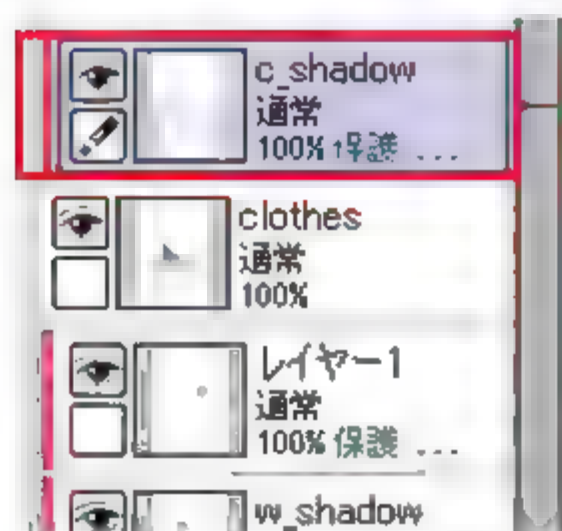 c_shadow
通常
100% ↑保護 ...
clothes
通常
100%
レイヤー1
通常
100% 保護 ...
w_shadow